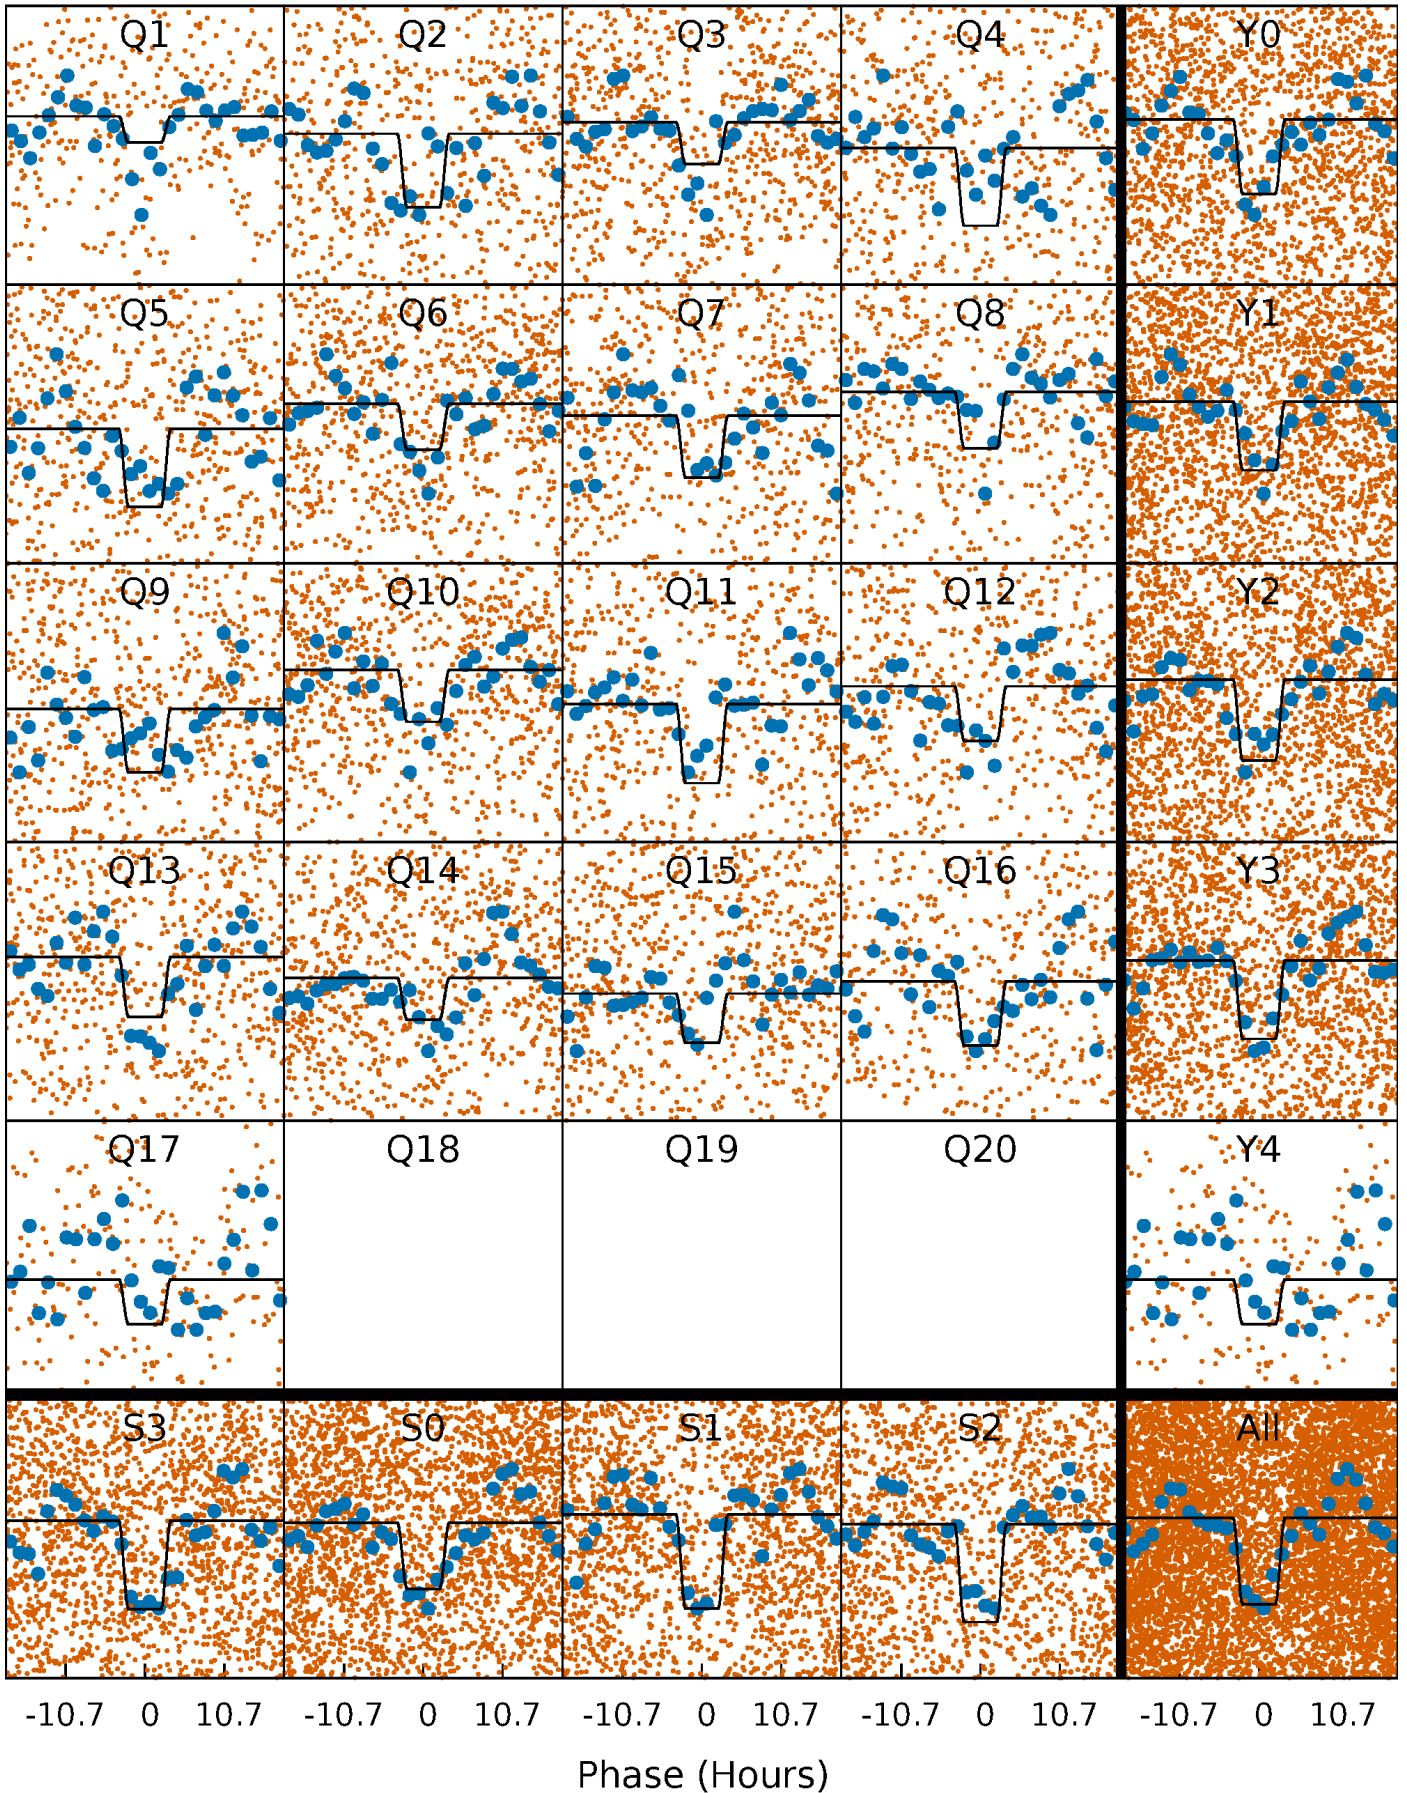 Q1 Q2 Q3 Q4 Y0
Q5 Q6 Q7 Q8 Y1
Q9 Q10 Q11 Q12 Y2
Q13 Q14 Q15 Q16 Y3
Q17 Q18 Q19 Q20 Y4
S3 S0 S1 S2 All
-10.7 0 10.7 -10.7 0 10.7 -10.7 0 10.7 -10.7 0 10.7 -10.7 0 10.7
Phase (Hours)